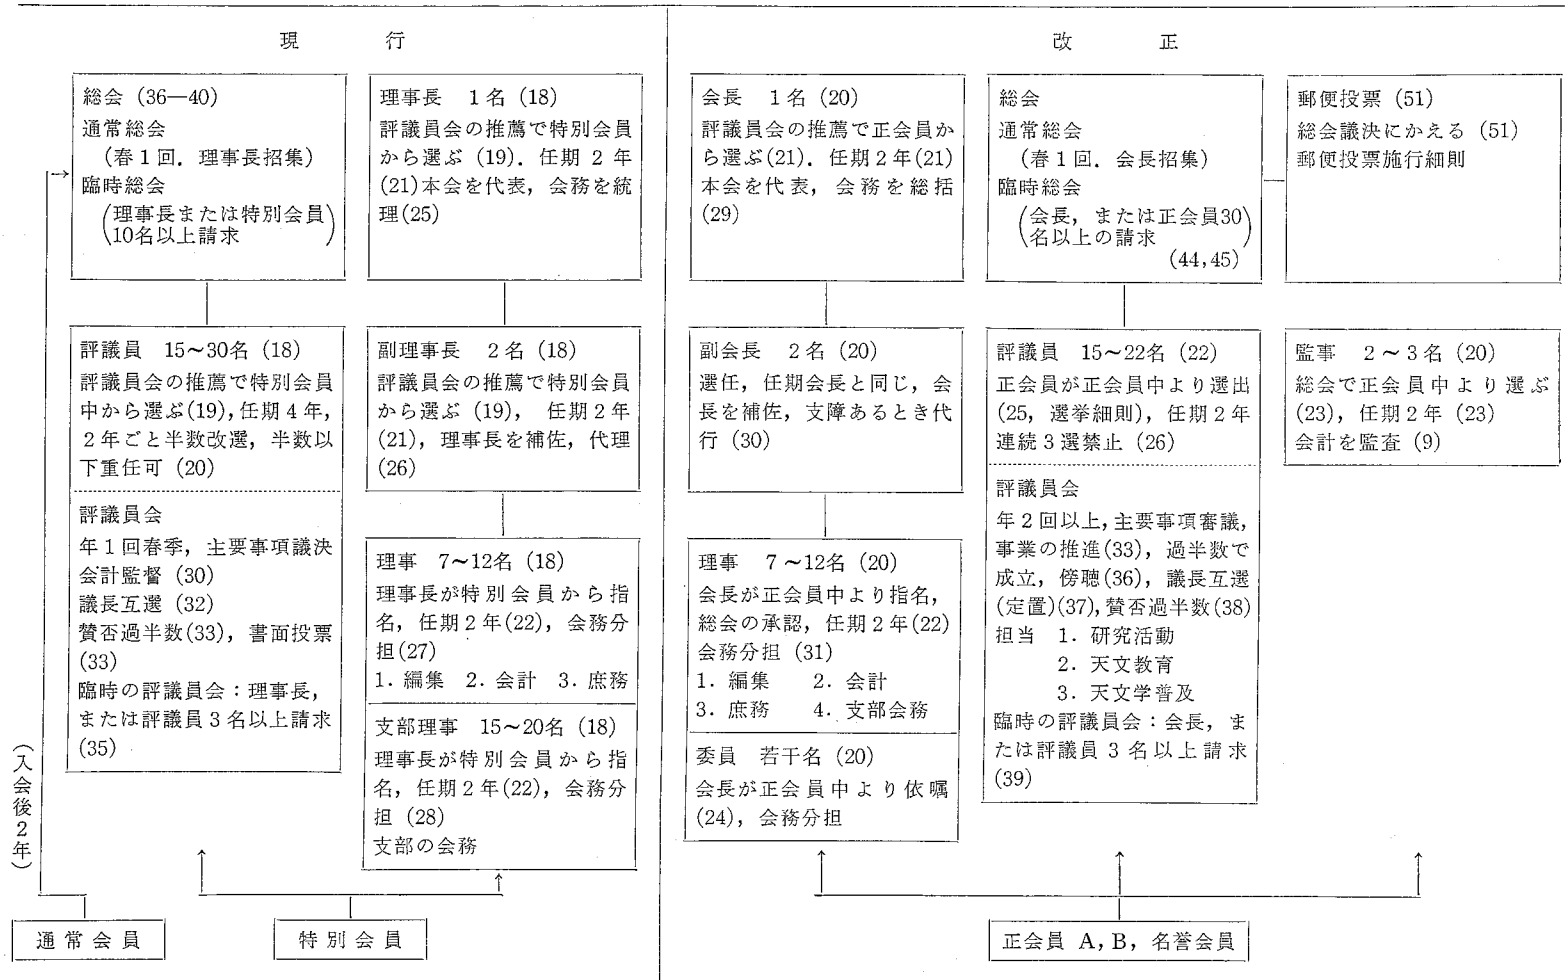 現行
総会 (36—40)
通常総会
(春1回．理事長招集)
臨時総会
(理事長または特別会員
10名以上請求)
理事長 1名 (18)
評議員会の推薦で特別会員
から選ぶ (19)．任期 2 年
(21)本会を代表，会務を統
理(25)
評議員 15～30名 (18)
評議員会の推薦で特別会員
中から選ぶ(19),任期4年,
2年ごと半数改選，半数以
下重任可 (20)
評議員会
年1回春季，主要事項議決
会計監督 (30)
議長互選 (32)
賛否過半数(33)，書面投票
(33)
臨時の評議員会：理事長，
または評議員3名以上請求
(35)
副理事長 2名 (18)
評議員会の推薦で特別会員
から選ぶ (19)， 任期2年
(21)，理事長を補佐，代理
(26)
理事 7～12名 (18)
理事長が特別会員から指
名，任期2年(22)，会務分
担(27)
1．編集 2．会計 3．庶務
支部理事 15～20名 (18)
理事長が特別会員から指
名，任期2年(22)，会務分
担 (28)
支部の会務
(入会後2年)
通常会員
特別会員
改正
会長 1名 (20)
評議員会の推薦で正会員か
ら選ぶ(21)．任期2年(21)
本会を代表，会務を総括
(29)
総会
通常総会
(春1回．会長招集)
臨時総会
(会長，または正会員30
名以上の請求)
(44,45)
郵便投票 (51)
総会議決にかえる (51)
郵便投票施行細則
副会長 2名 (20)
選任，任期会長と同じ，会
長を補佐，支障あるとき代
行 (30)
理事 7～12名 (20)
会長が正会員中より指名，
総会の承認，任期2年(22)
会務分担 (31)
1．編集 2．会計
3．庶務 4．支部会務
委員 若干名 (20)
会長が正会員中より依嘱
(24)，会務分担
評議員 15～22名 (22)
正会員が正会員中より選出
(25，選挙細則)，任期2年
連続3選禁止 (26)
評議員会
年2回以上，主要事項審議，
事業の推進(33)，過半数で
成立，傍聴(36)，議長互選
(定置)(37)，賛否過半数(38)
担当 1．研究活動
2．天文教育
3．天文学普及
臨時の評議員会：会長，ま
たは評議員3名以上請求
(39)
監事 2～3名 (20)
総会で正会員中より選ぶ
(23)，任期2年 (23)
会計を監査 (9)
正会員 A, B, 名誉会員